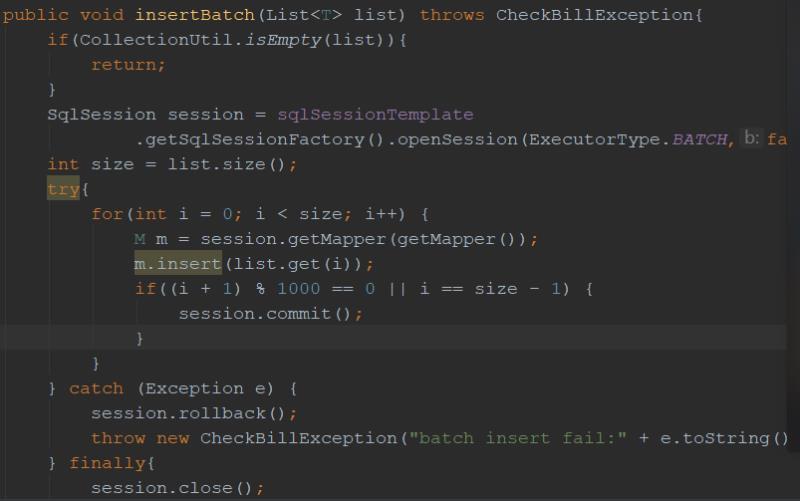 public void insertBatch(List<T> list) throws CheckBillException{
    if(CollectionUtil.isEmpty(list)){
        return;
    }
    SqlSession session = sqlSessionTemplate
            .getSqlSessionFactory().openSession(ExecutorType.BATCH, b: fa
    int size = list.size();
    try{
        for(int i = 0; i < size; i++) {
            M m = session.getMapper(getMapper());
            m.insert(list.get(i));
            if((i + 1) % 1000 == 0 || i == size - 1) {
                session.commit();
            }
        }
    } catch (Exception e) {
        session.rollback();
        throw new CheckBillException("batch insert fail:" + e.toString()
    } finally{
        session.close();